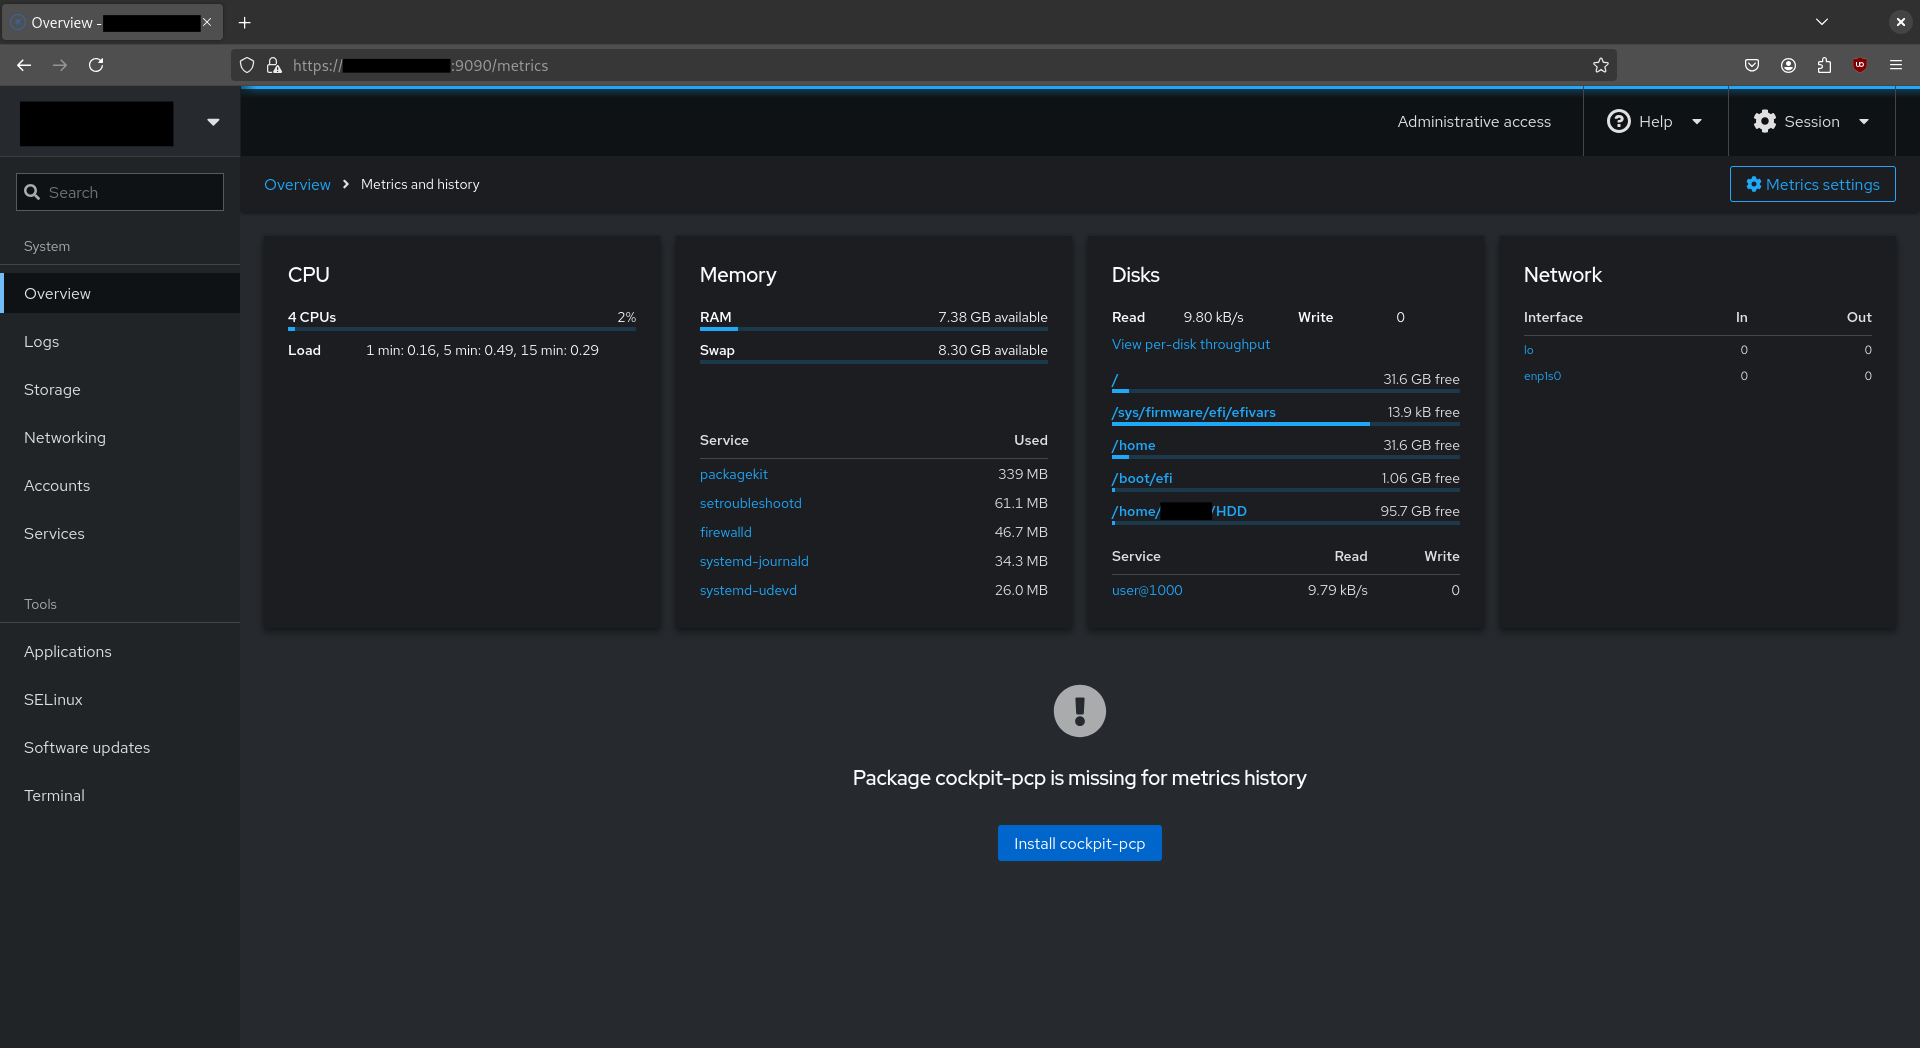 Overview -
https:// :9090/metrics
Administrative access
Help
Session
Search
System
Overview
Logs
Storage
Networking
Accounts
Services
Tools
Applications
SELinux
Software updates
Terminal
Overview > Metrics and history
Metrics settings
CPU
4 CPUs 2%
Load 1 min: 0.16, 5 min: 0.49, 15 min: 0.29
Memory
RAM 7.38 GB available
Swap 8.30 GB available
Service Used
packagekit 339 MB
setroubleshootd 61.1 MB
firewalld 46.7 MB
systemd-journald 34.3 MB
systemd-udevd 26.0 MB
Disks
Read 9.80 kB/s Write 0
View per-disk throughput
/ 31.6 GB free
/sys/firmware/efi/efivars 13.9 kB free
/home 31.6 GB free
/boot/efi 1.06 GB free
/home/ /HDD 95.7 GB free
Service Read Write
user@1000 9.79 kB/s 0
Network
Interface In Out
lo 0 0
enp1s0 0 0
Package cockpit-pcp is missing for metrics history
Install cockpit-pcp